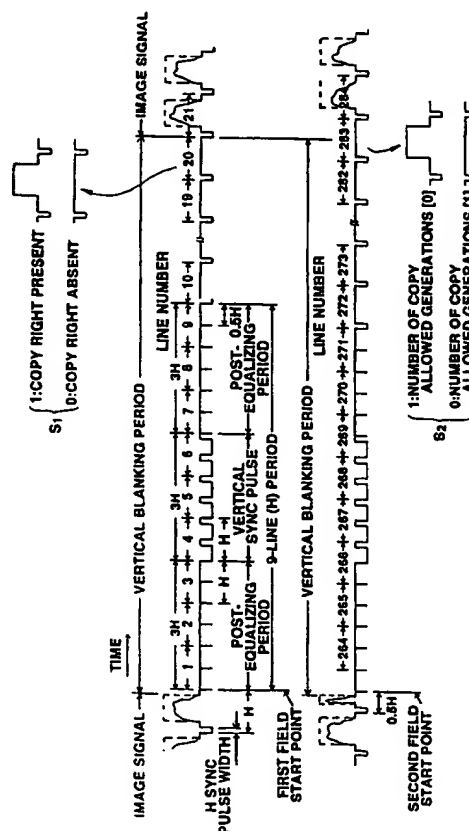 S1 { 1:COPY RIGHT PRESENT
0:COPY RIGHT ABSENT
TIME
IMAGE SIGNAL
VERTICAL BLANKING PERIOD
IMAGE SIGNAL
3H 3H 3H
LINE NUMBER
1 2 3 4 5 6 7 8 9 10 19 20 21
H SYNC
PULSE WIDTH
H H H 0.5H
POST-
EQUALIZING
PERIOD
VERTICAL
SYNC PULSE
POST-
EQUALIZING
PERIOD
9-LINE (H) PERIOD
FIRST FIELD
START POINT
VERTICAL BLANKING PERIOD
LINE NUMBER
264 265 266 267 268 269 270 271 272 273 282 283 284
0.5H
SECOND FIELD
START POINT
S2 { 1:NUMBER OF COPY
ALLOWED GENERATIONS [0]
0:NUMBER OF COPY
ALLOWED GENERATIONS [1]